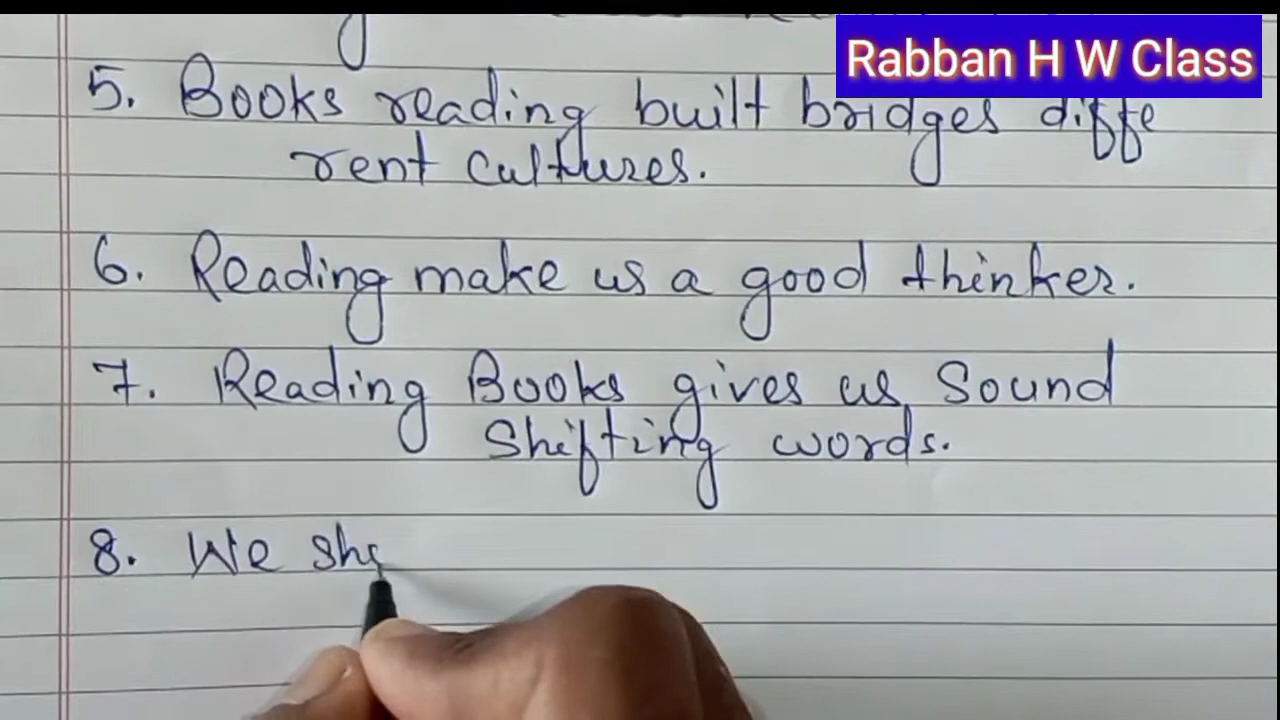 Rabban H W Class
5. Books reading built bridges diffe
rent cultures.
6. Reading make us a good thinker.
7. Reading Books gives us Sound
Shifting words.
8. We sho